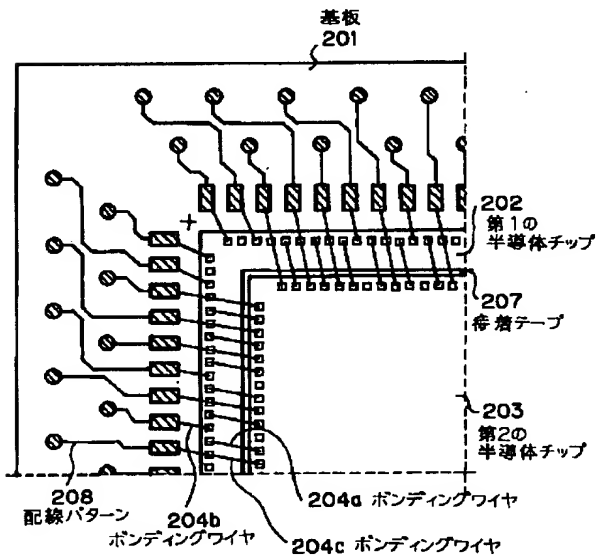 基板
201
202
第1の
半導体チップ
207
接着テープ
203
第2の
半導体チップ
208
配線パターン
204b
ボンディングワイヤ
204a ボンディングワイヤ
204c ボンディングワイヤ